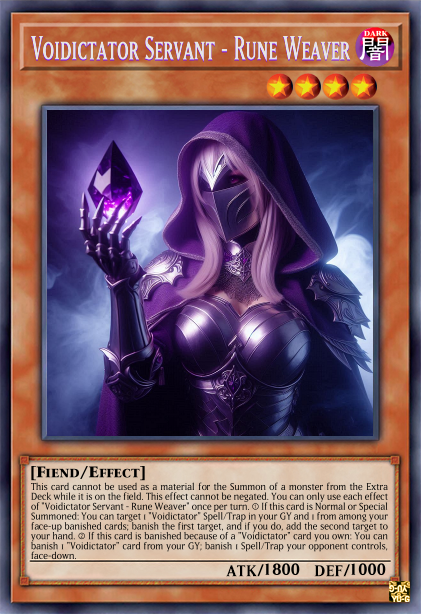 Voidictator Servant - Rune Weaver
DARK
闇
[Fiend/Effect]
This card cannot be used as a material for the Summon of a monster from the Extra
Deck while it is on the field. This effect cannot be negated. You can only use each effect
of "Voidictator Servant - Rune Weaver" once per turn. ① If this card is Normal or Special
Summoned: You can target 1 "Voidictator" Spell/Trap in your GY and 1 from among your
face-up banished cards; banish the first target, and if you do, add the second target to
your hand. ② If this card is banished because of a "Voidictator" card you own: You can
banish 1 "Voidictator" card from your GY; banish 1 Spell/Trap your opponent controls,
face-down.
ATK/1800 DEF/1000